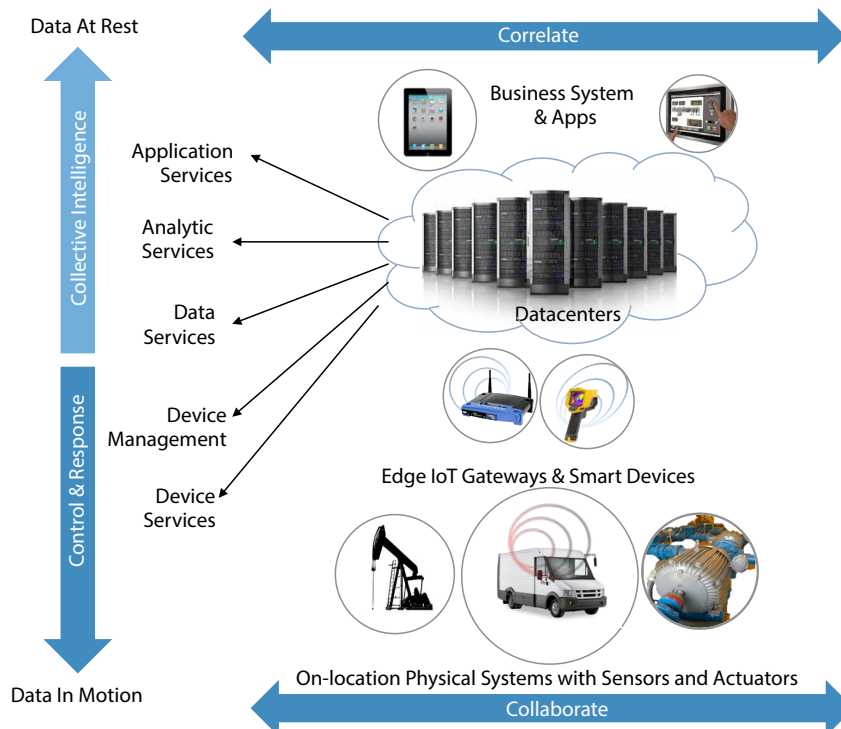 Data At Rest
Correlate
Business System
& Apps
Collective Intelligence
Application
Services
Analytic
Services
Data
Services
Datacenters
Control & Response
Device
Management
Device
Services
Edge IoT Gateways & Smart Devices
On-location Physical Systems with Sensors and Actuators
Data In Motion
Collaborate